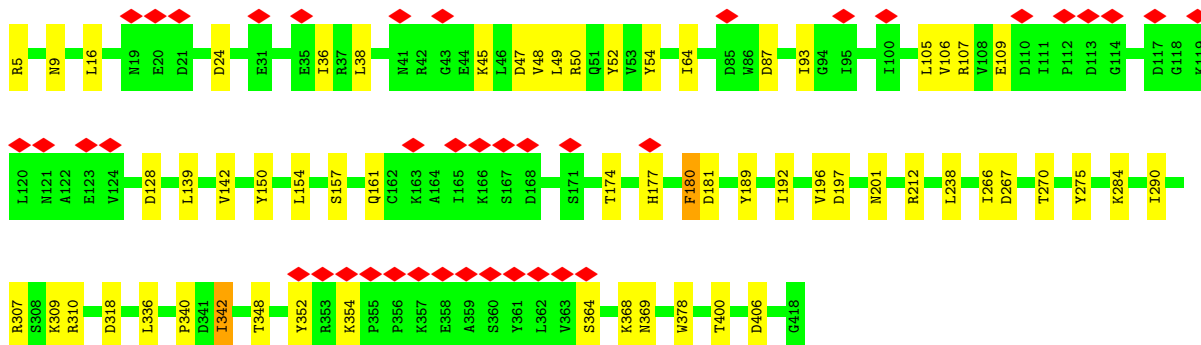 R5 N9 L16 N19 E20 D21 D24 E31 E35 I36 R37 L38 N41 R42 G43 E44 K45 L46 D47 V48 L49 R50 Q51 Y52 V53 Y54 I64 D85 W86 D87 I93 G94 I95 I100 L105 V106 R107 V108 E109 D110 I111 P112 D113 G114 D117 G118 K119
L120 N121 A122 E123 V124 D128 L139 V142 Y150 L154 S157 Q161 C162 K163 A164 I165 K166 S167 D168 S171 T174 H177 F180 D181 Y189 I192 V196 D197 N201 R212 L238 I266 D267 T270 Y275 K284 I290
R307 S308 K309 R310 D318 L336 P340 D341 I342 T348 Y352 R353 K354 P355 P356 K357 E358 A359 S360 Y361 L362 V363 S364 K368 N369 W378 T400 D406 G418